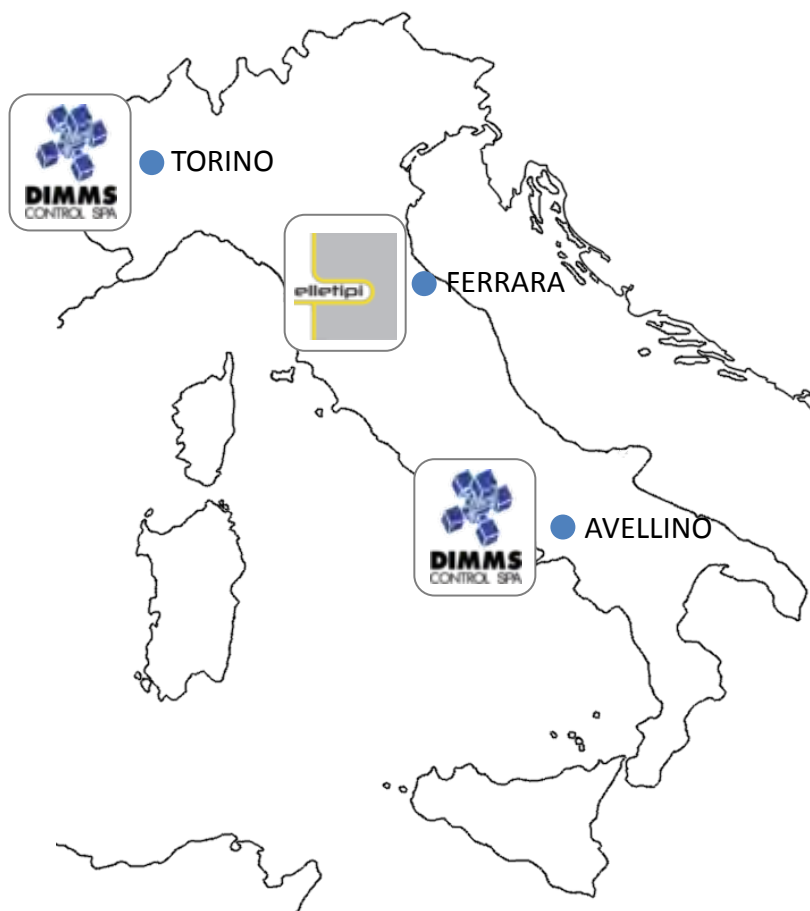 DIMMS
CONTROL SPA
TORINO
elletipi
FERRARA
DIMMS
CONTROL SPA
AVELLINO